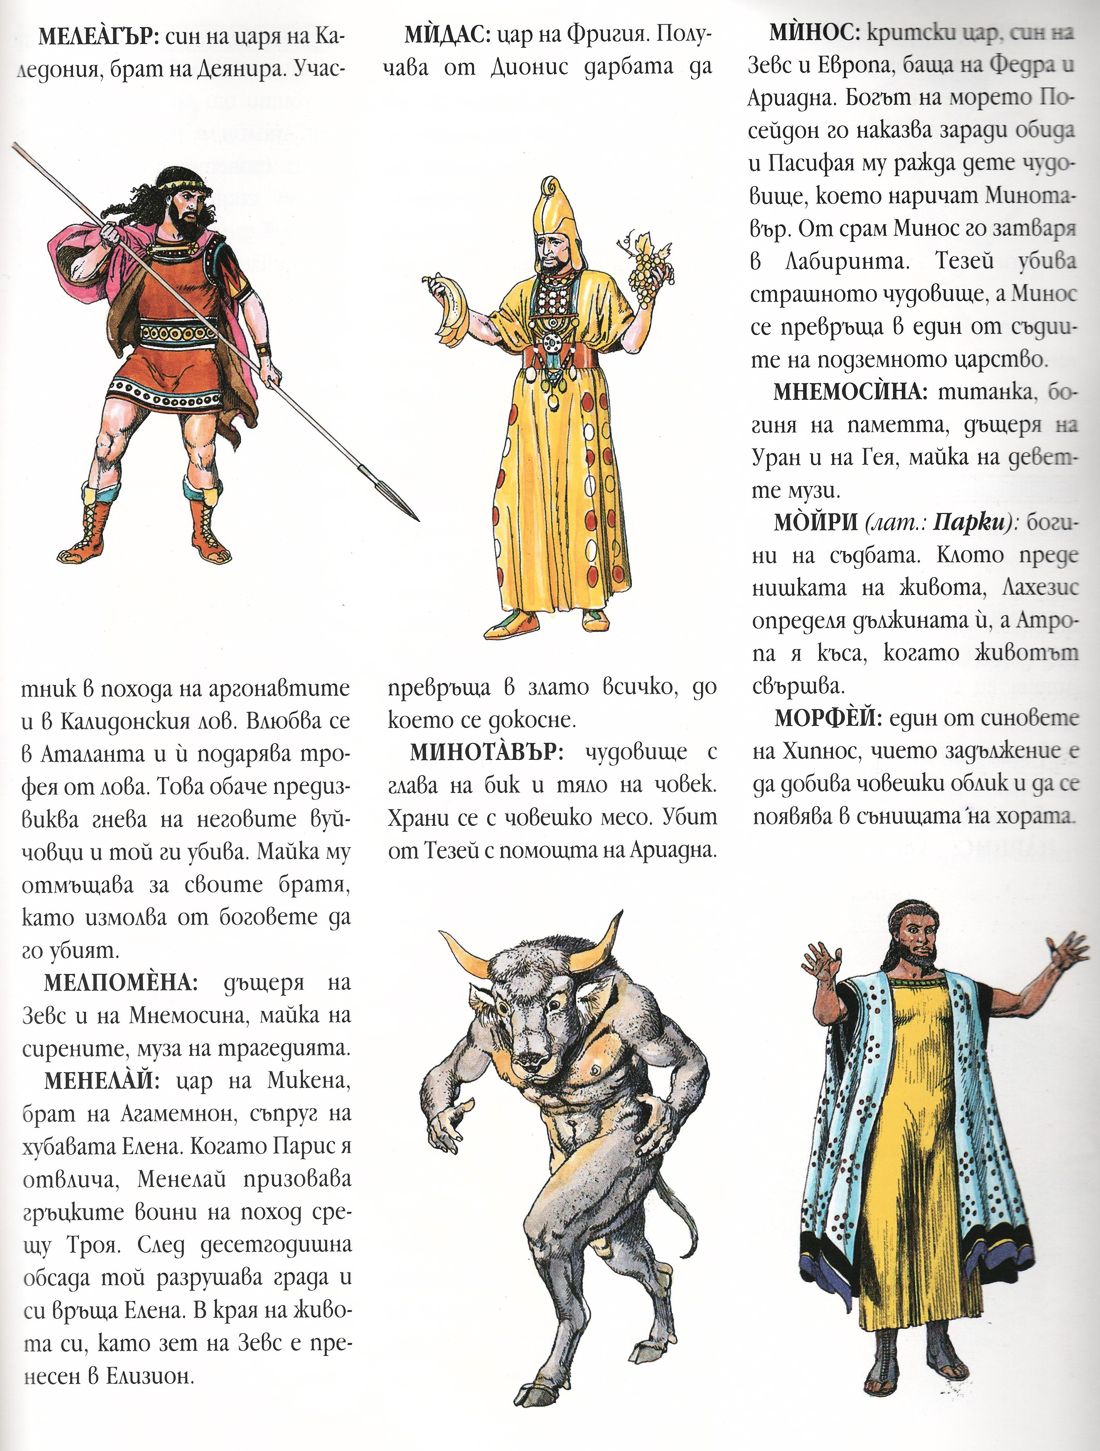 МЕЛЕА̀ГЪР: син на царя на Ка-
ледония, брат на Деянира. Учас-
тник в похода на аргонавтите
и в Калидонския лов. Влюбва се
в Аталанта и ѝ подарява тро-
фея от лова. Това обаче предиз-
виква гнева на неговите вуй-
човци и той ги убива. Майка му
отмъщава за своите братя,
като измолва от боговете да
го убият.
МЕЛПОМЀНА: дъщеря на
Зевс и на Мнемосина, майка на
сирените, муза на трагедията.
МЕНЕЛА̀Й: цар на Микена,
брат на Агамемнон, съпруг на
хубавата Елена. Когато Парис я
отвлича, Менелай призовава
гръцките воини на поход сре-
щу Троя. След десетгодишна
обсада той разрушава града и
си връща Елена. В края на живо-
та си, като зет на Зевс е пре-
несен в Елизион.
МЍДАС: цар на Фригия. Полу-
чава от Дионис дарбата да
превръща в злато всичко, до
което се докосне.
МИНОТА̀ВЪР: чудовище с
глава на бик и тяло на човек.
Храни се с човешко месо. Убит
от Тезей с помощта на Ариадна.
МЍНОС: критски цар, син на
Зевс и Европа, баща на Федра и
Ариадна. Богът на морето По-
сейдон го наказва заради обида
и Пасифая му ражда дете чудо-
вище, което наричат Минота-
вър. От срам Минос го затваря
в Лабиринта. Тезей убива
страшното чудовище, а Минос
се превръща в един от съдии-
те на подземното царство.
МНЕМОСЍНА: титанка, бо-
гиня на паметта, дъщеря на
Уран и на Гея, майка на девет-
те музи.
МО̀ЙРИ (лат.: Парки): боги-
ни на съдбата. Клото преде
нишката на живота, Лахезис
определя дължината ѝ, а Атро-
па я къса, когато животът
свършва.
МОРФЀЙ: един от синовете
на Хипнос, чието задължение е
да добива човешки облик и да се
появява в сънищата на хората.